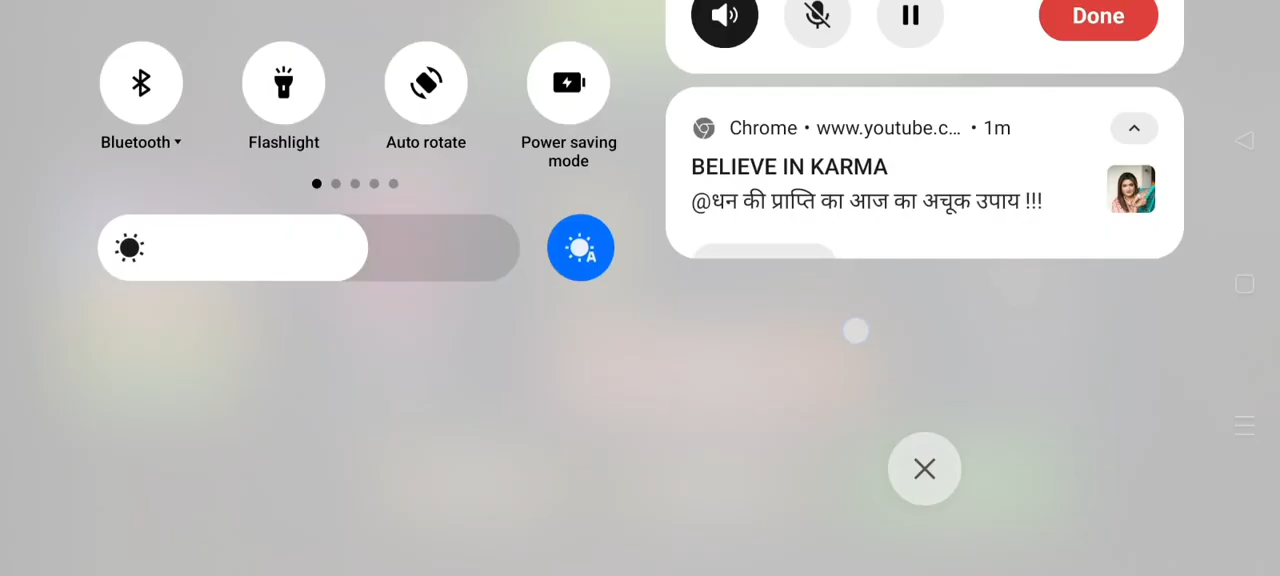 Done
Bluetooth
Flashlight
Auto rotate
Power saving
mode
Chrome • www.youtube.c... • 1m
BELIEVE IN KARMA
@धन की प्राप्ति का आज का अचूक उपाय !!!
A